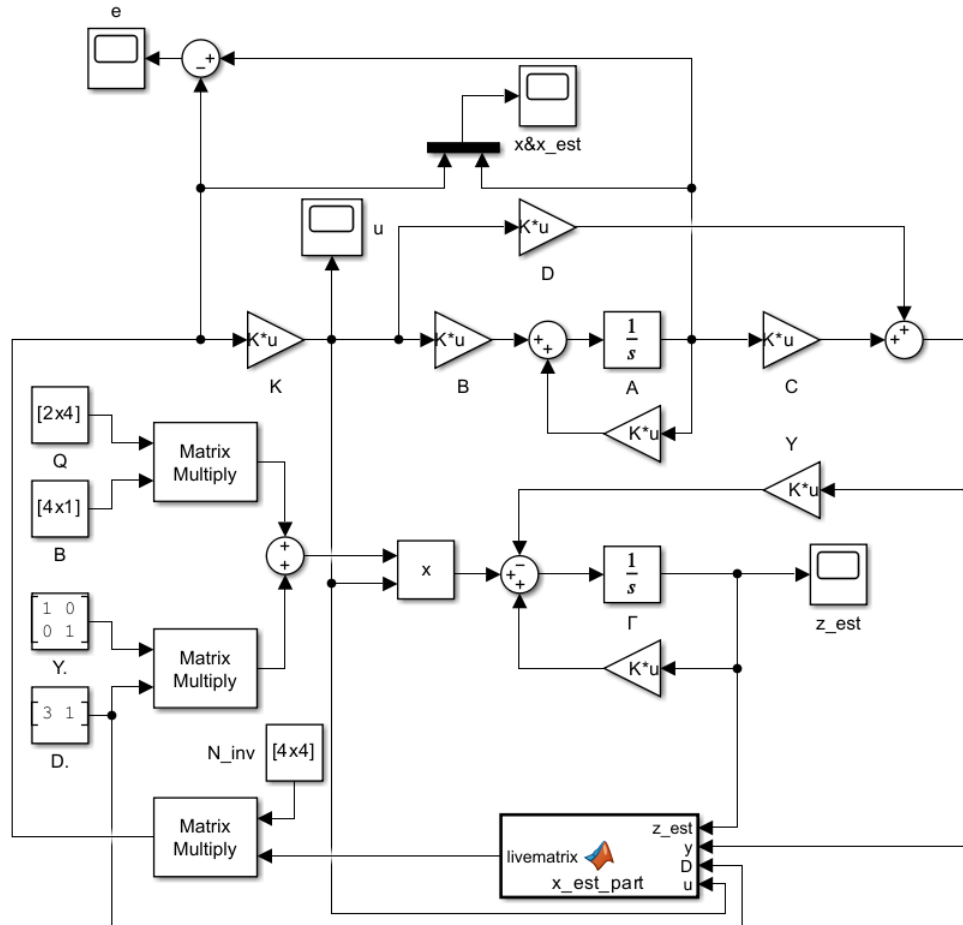 e
x&x_est
u
K*u
D
K*u
K
K*u
B
+
+
1
s
A
K*u
C
+
+
K*u
[2x4]
Q
Matrix
Multiply
[4x1]
B
+
+
x
Y
K*u
−
+
+
1
s
Γ
z_est
K*u
1 0
0 1
Y.
Matrix
Multiply
3 1
D.
N_inv
[4x4]
Matrix
Multiply
livematrix
x_est_part
z_est
y
D
u
−
+